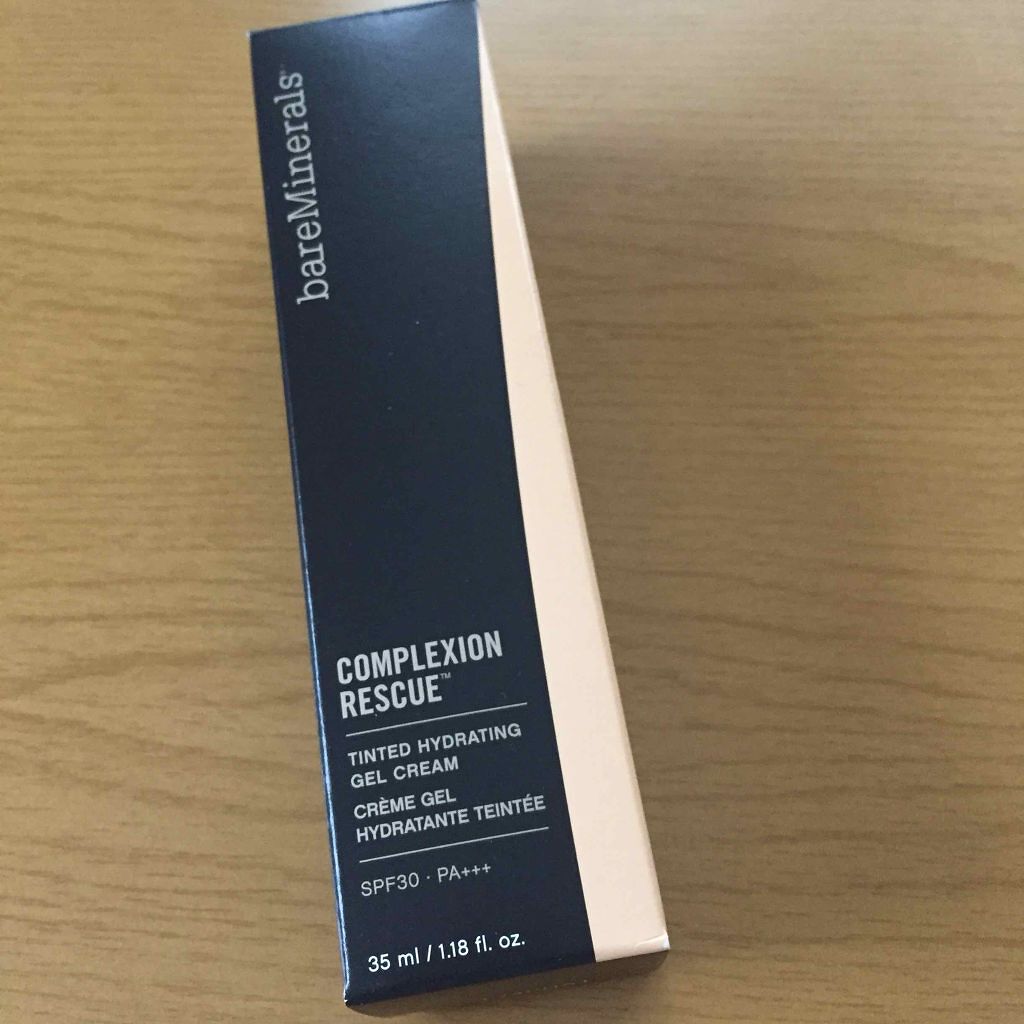 bareMinerals
COMPLEXION
RESCUE™
TINTED HYDRATING
GEL CREAM
CRÈME GEL
HYDRATANTE TEINTÉE
SPF30 · PA+++
35 ml / 1.18 fl. oz.